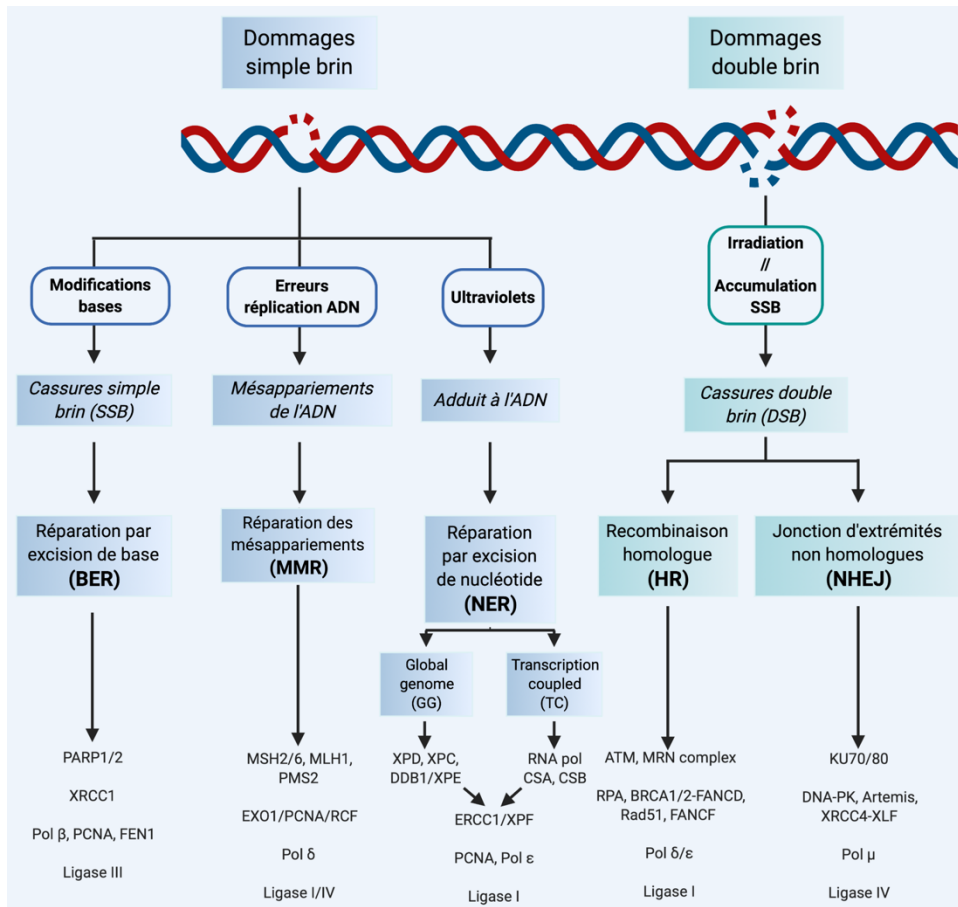 Dommages
simple brin
Dommages
double brin
Modifications
bases
Erreurs
réplication ADN
Ultraviolets
Irradiation
//
Accumulation
SSB
Cassures simple
brin (SSB)
Mésappariements
de l'ADN
Adduit à l'ADN
Cassures double
brin (DSB)
Réparation par
excision de base
(BER)
Réparation des
mésappariements
(MMR)
Réparation
par excision
de nucléotide
(NER)
Recombinaison
homologue
(HR)
Jonction d'extrémités
non homologues
(NHEJ)
Global
genome
(GG)
Transcription
coupled
(TC)
PARP1/2
XRCC1
Pol β, PCNA, FEN1
Ligase III
MSH2/6, MLH1,
PMS2
EXO1/PCNA/RCF
Pol δ
Ligase I/IV
XPD, XPC,
DDB1/XPE
RNA pol
CSA, CSB
ERCC1/XPF
PCNA, Pol ε
Ligase I
ATM, MRN complex
RPA, BRCA1/2-FANCD,
Rad51, FANCF
Pol δ/ε
Ligase I
KU70/80
DNA-PK, Artemis,
XRCC4-XLF
Pol μ
Ligase IV